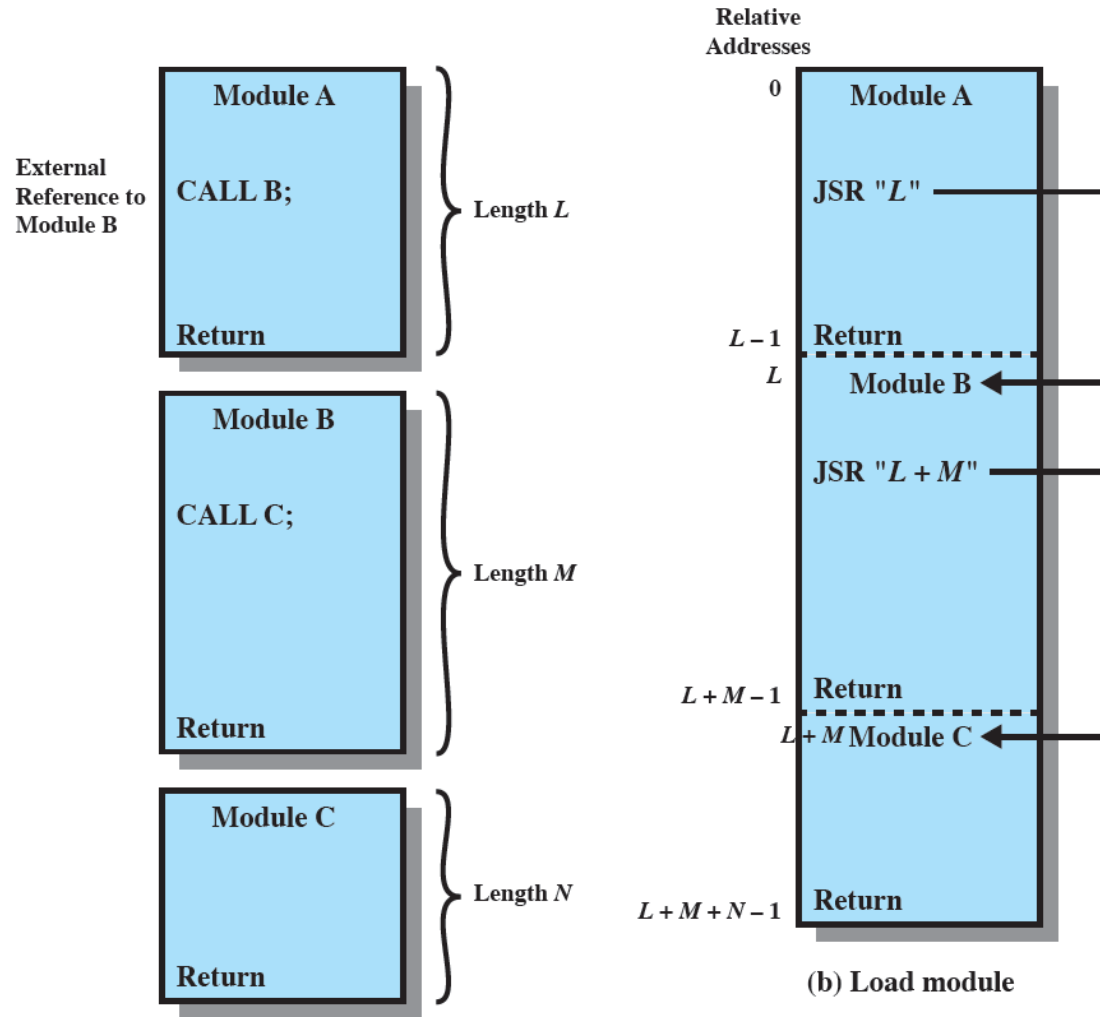 Module A
External
Reference to
Module B
CALL B;
Length L
Return
Module B
CALL C;
Length M
Return
Module C
Length N
Return
Relative
Addresses
0
Module A
JSR "L"
L – 1
Return
L
Module B
JSR "L + M"
L + M – 1
Return
L + M
Module C
L + M + N – 1
Return
(b) Load module